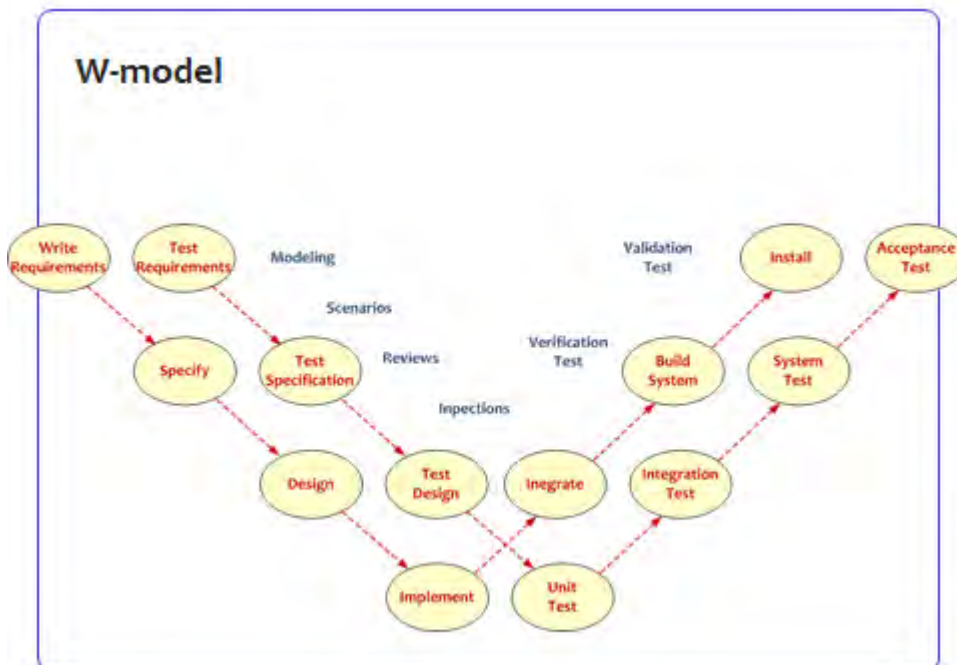 W-model
Write
Requirements
Test
Requirements
Modeling
Validation
Test
Install
Acceptance
Test
Scenarios
Specify
Test
Specification
Reviews
Verification
Test
Build
System
System
Test
Inpections
Design
Test
Design
Inegrate
Integration
Test
Implement
Unit
Test